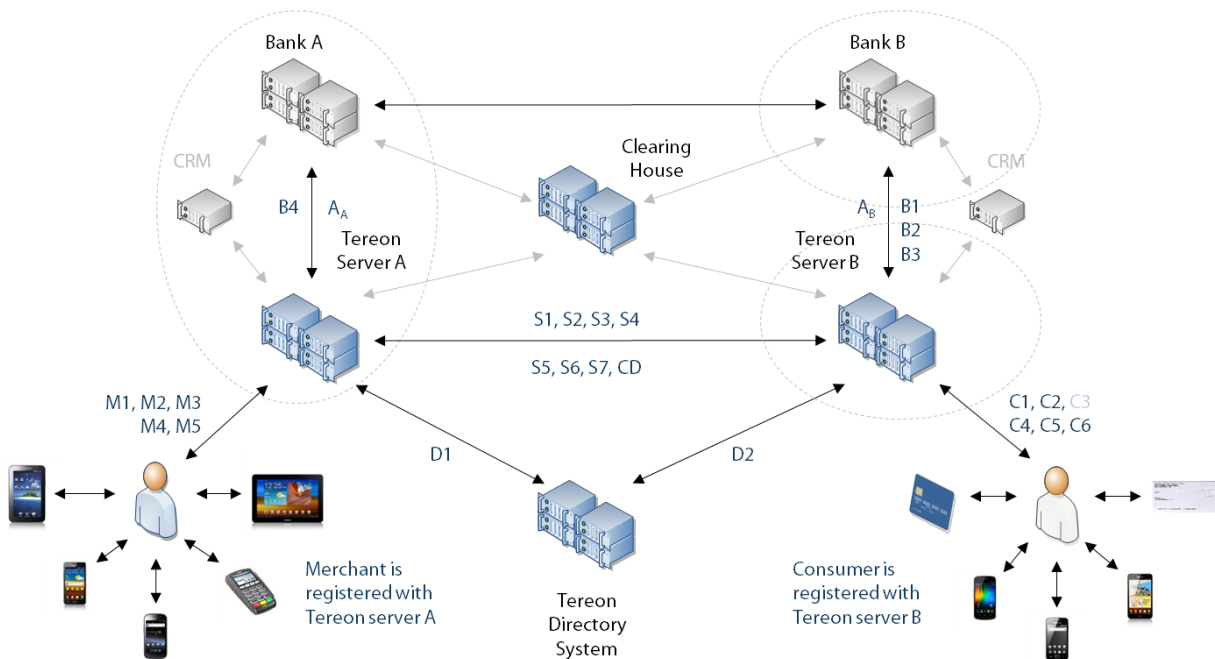 Bank A
Bank B
CRM
Clearing
House
CRM
B4
A_A
A_B
B1
B2
B3
Tereon
Server A
Tereon
Server B
S1, S2, S3, S4
S5, S6, S7, CD
M1, M2, M3
M4, M5
C1, C2, C3
C4, C5, C6
D1
D2
Merchant is
registered with
Tereon server A
Consumer is
registered with
Tereon server B
Tereon
Directory
System